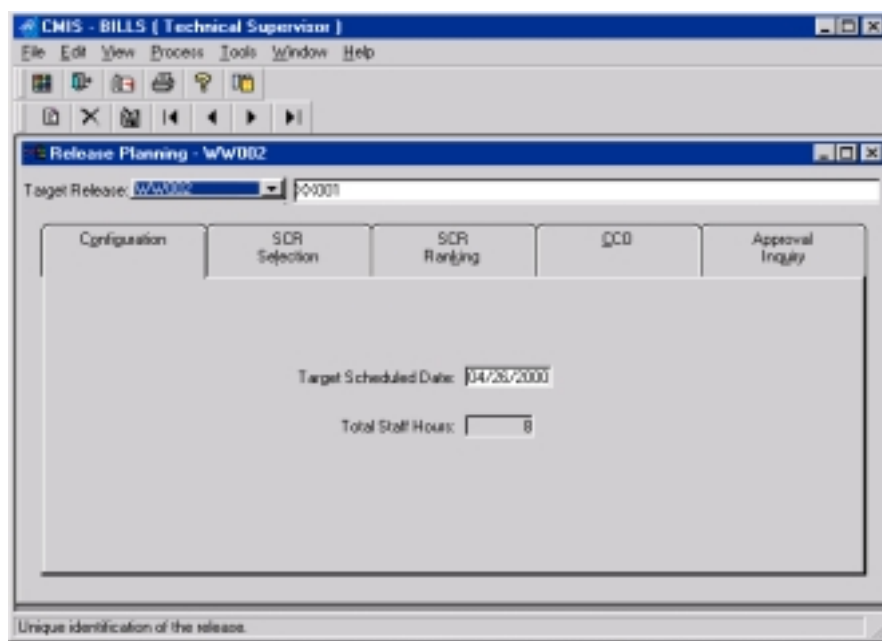 CMIS - BILLS ( Technical Supervisor )
File Edit View Process Tools Window Help
Release Planning - WW002
Target Release: WW002
XX001
Configuration
SCR Selection
SCR Ranking
CCO
Approval Inquiry
Target Scheduled Date: 04/26/2000
Total Staff Hours: 8
Unique identification of the release.